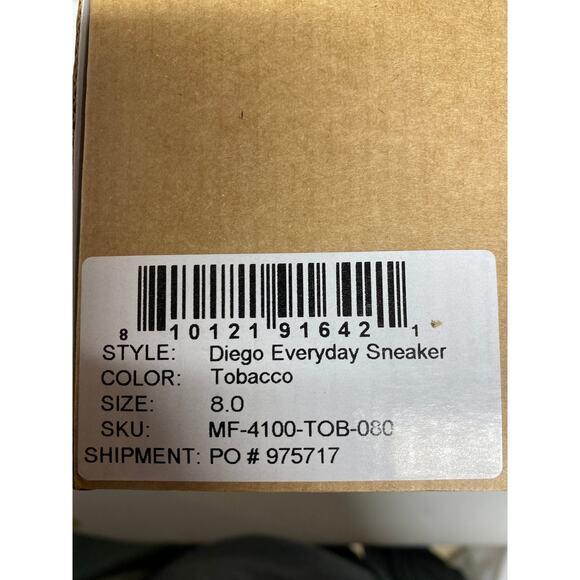 8 10121 91642 1
STYLE: Diego Everyday Sneaker
COLOR: Tobacco
SIZE: 8.0
SKU: MF-4100-TOB-080
SHIPMENT: PO # 975717